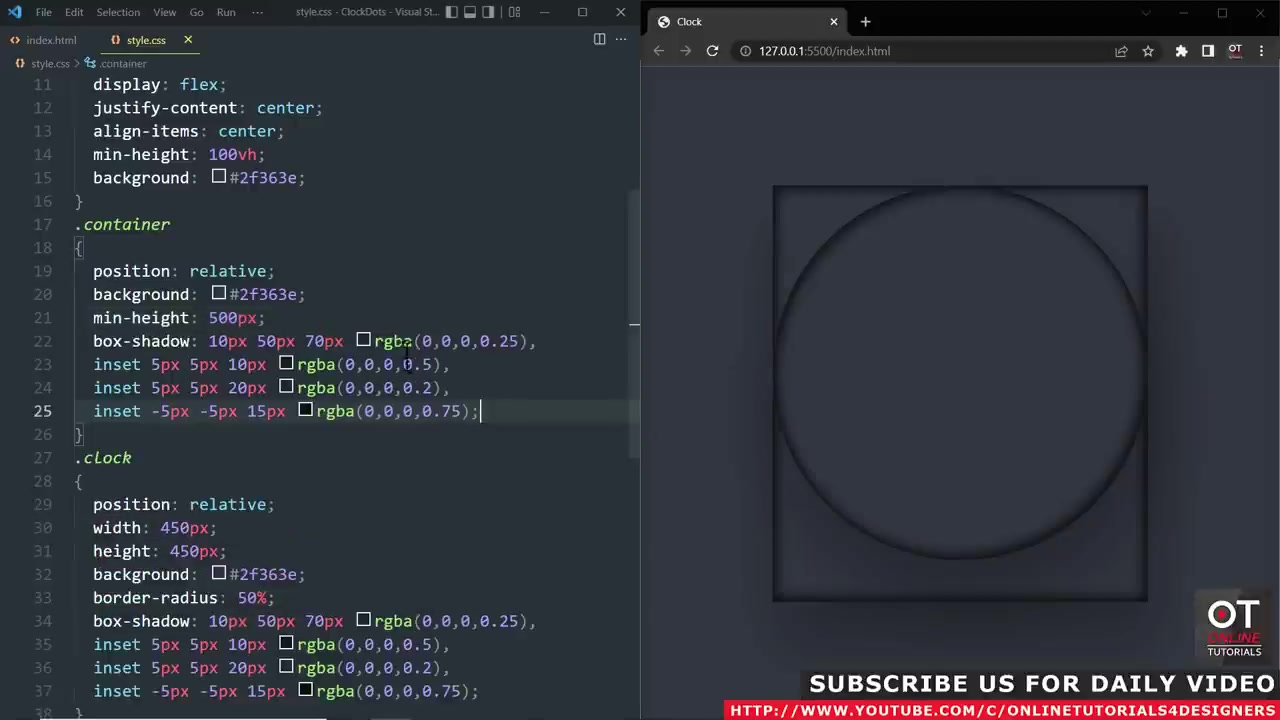 File Edit Selection View Go Run ··· style.css - ClockDots - Visual St...
index.html style.css
style.css > .container
11 display: flex;
12 justify-content: center;
13 align-items: center;
14 min-height: 100vh;
15 background: #2f363e;
16 }
17 .container
18 {
19 position: relative;
20 background: #2f363e;
21 min-height: 500px;
22 box-shadow: 10px 50px 70px rgba(0,0,0,0.25),
23 inset 5px 5px 10px rgba(0,0,0,0.5),
24 inset 5px 5px 20px rgba(0,0,0,0.2),
25 inset -5px -5px 15px rgba(0,0,0,0.75);
26 }
27 .clock
28 {
29 position: relative;
30 width: 450px;
31 height: 450px;
32 background: #2f363e;
33 border-radius: 50%;
34 box-shadow: 10px 50px 70px rgba(0,0,0,0.25),
35 inset 5px 5px 10px rgba(0,0,0,0.5),
36 inset 5px 5px 20px rgba(0,0,0,0.2),
37 inset -5px -5px 15px rgba(0,0,0,0.75);
38 }
Clock
127.0.0.1:5500/index.html
OT
OT
ONLINE
TUTORIALS
SUBSCRIBE US FOR DAILY VIDEO
HTTP://WWW.YOUTUBE.COM/C/ONLINETUTORIALS4DESIGNERS